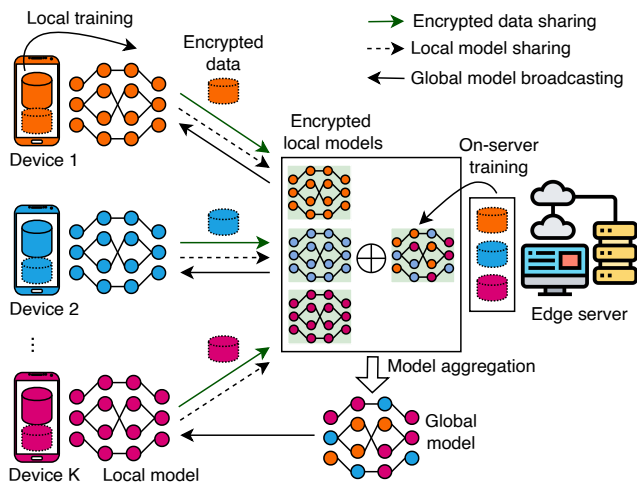 Local training
Encrypted
data
Encrypted data sharing
Local model sharing
Global model broadcasting
Device 1
Encrypted
local models
On-server
training
Device 2
Edge server
...
Model aggregation
Global
model
Device K
Local model